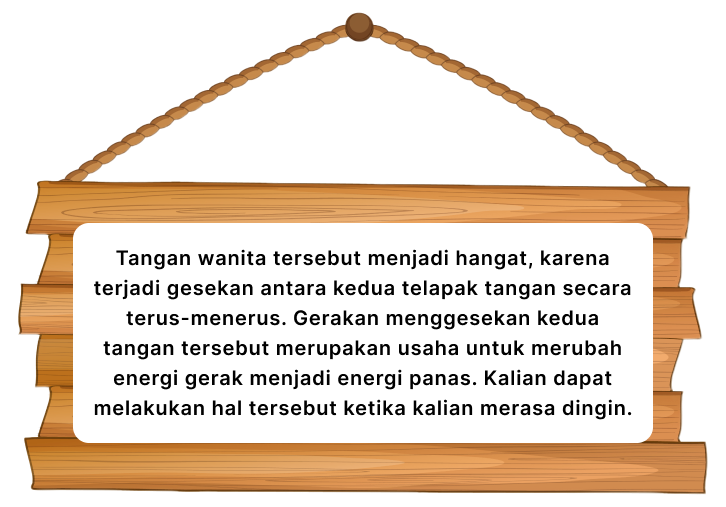 Tangan wanita tersebut menjadi hangat, karena
terjadi gesekan antara kedua telapak tangan secara
terus-menerus. Gerakan menggesekan kedua
tangan tersebut merupakan usaha untuk merubah
energi gerak menjadi energi panas. Kalian dapat
melakukan hal tersebut ketika kalian merasa dingin.